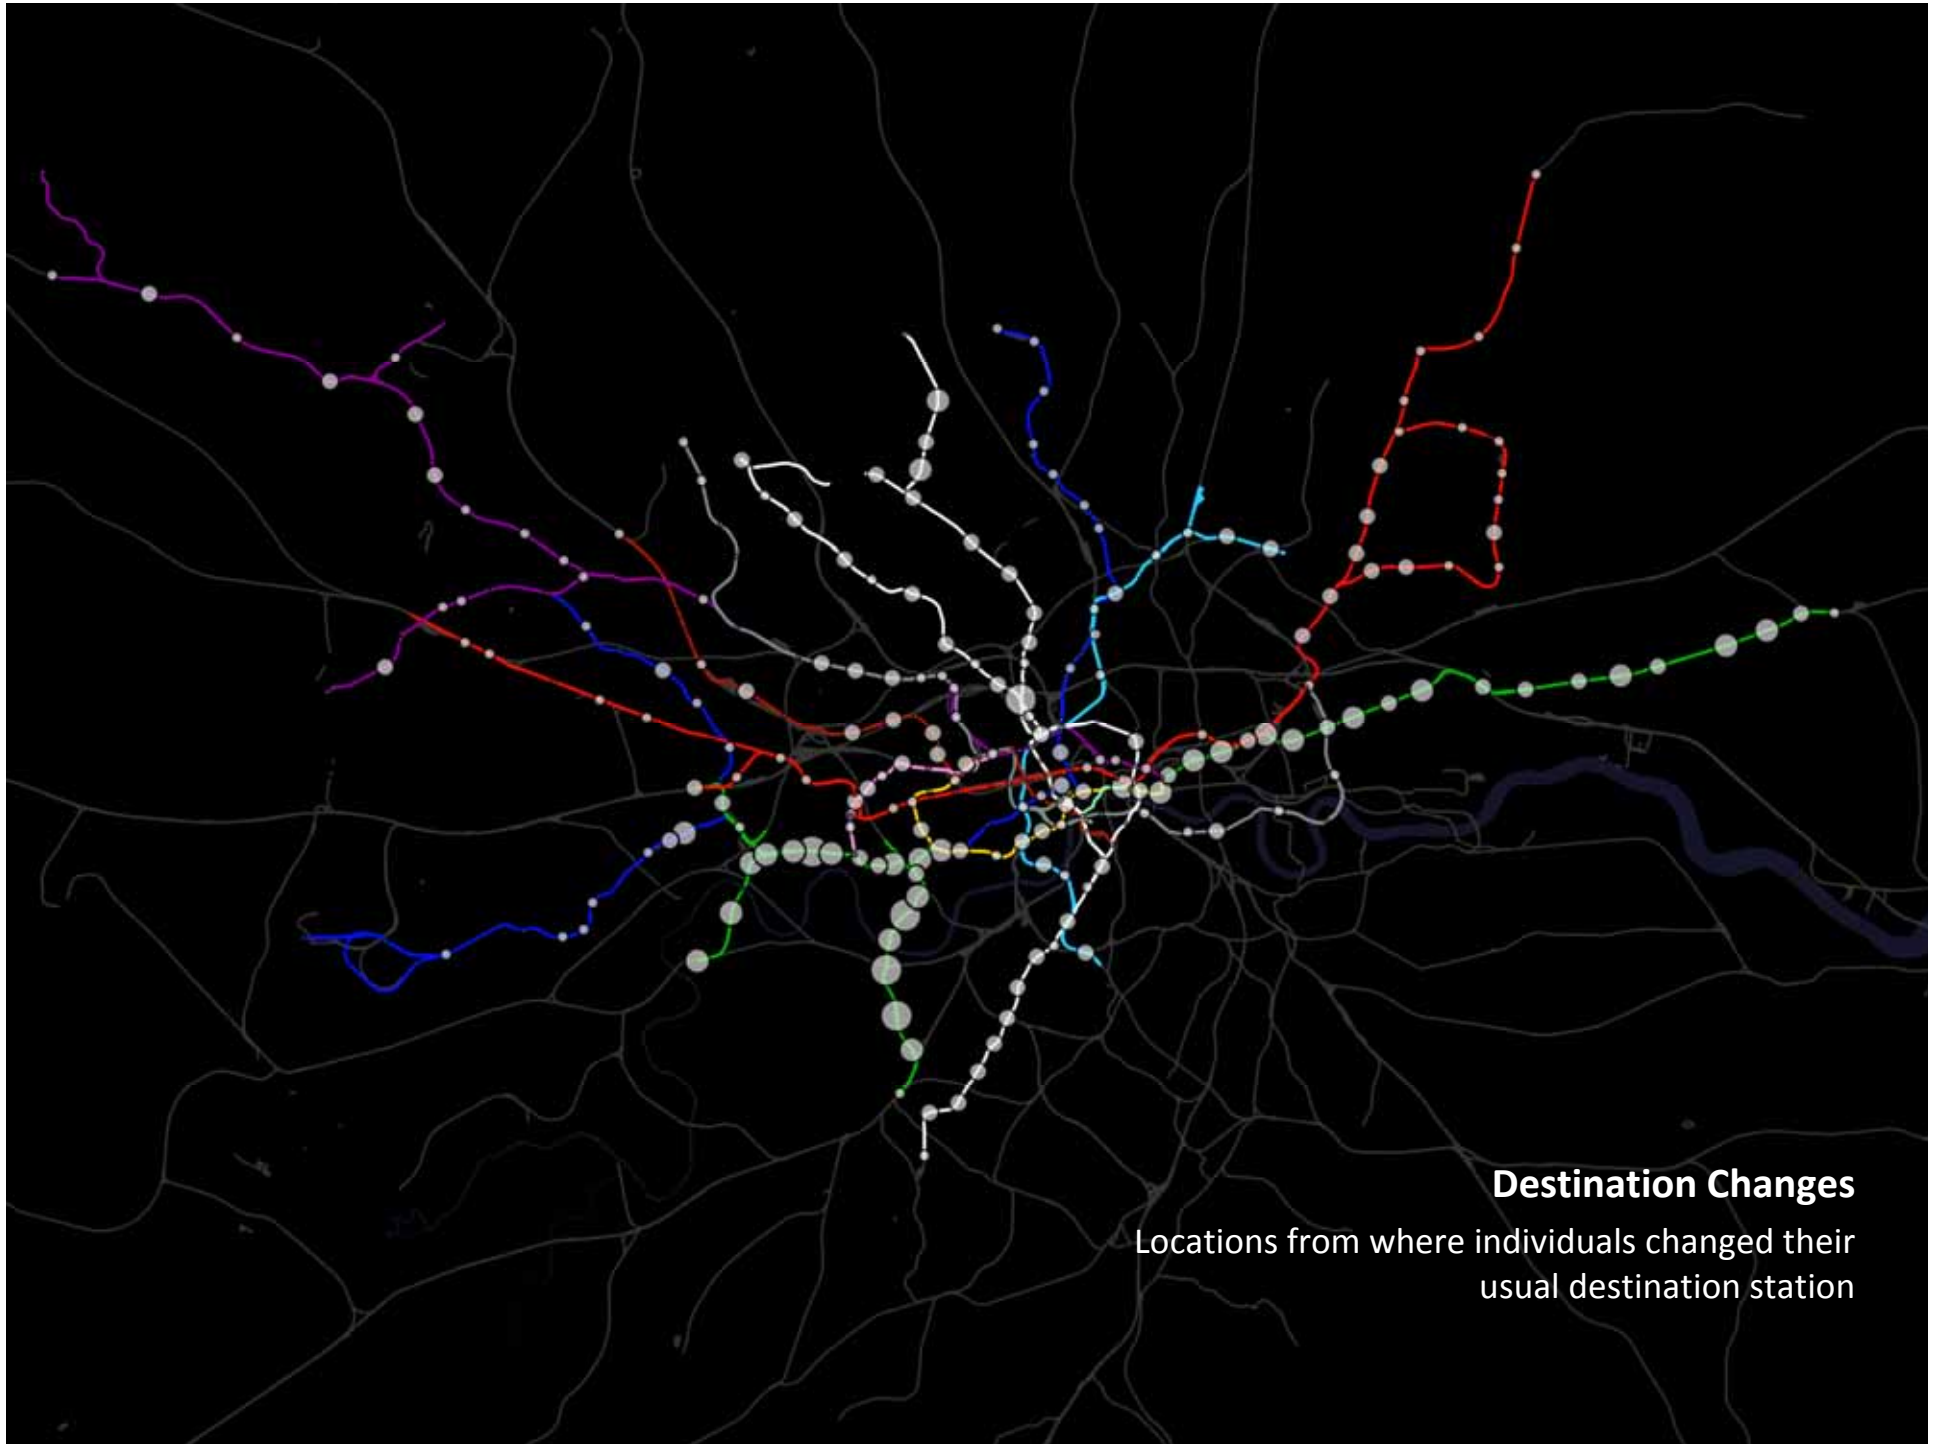 Destination Changes
Locations from where individuals changed their
usual destination station